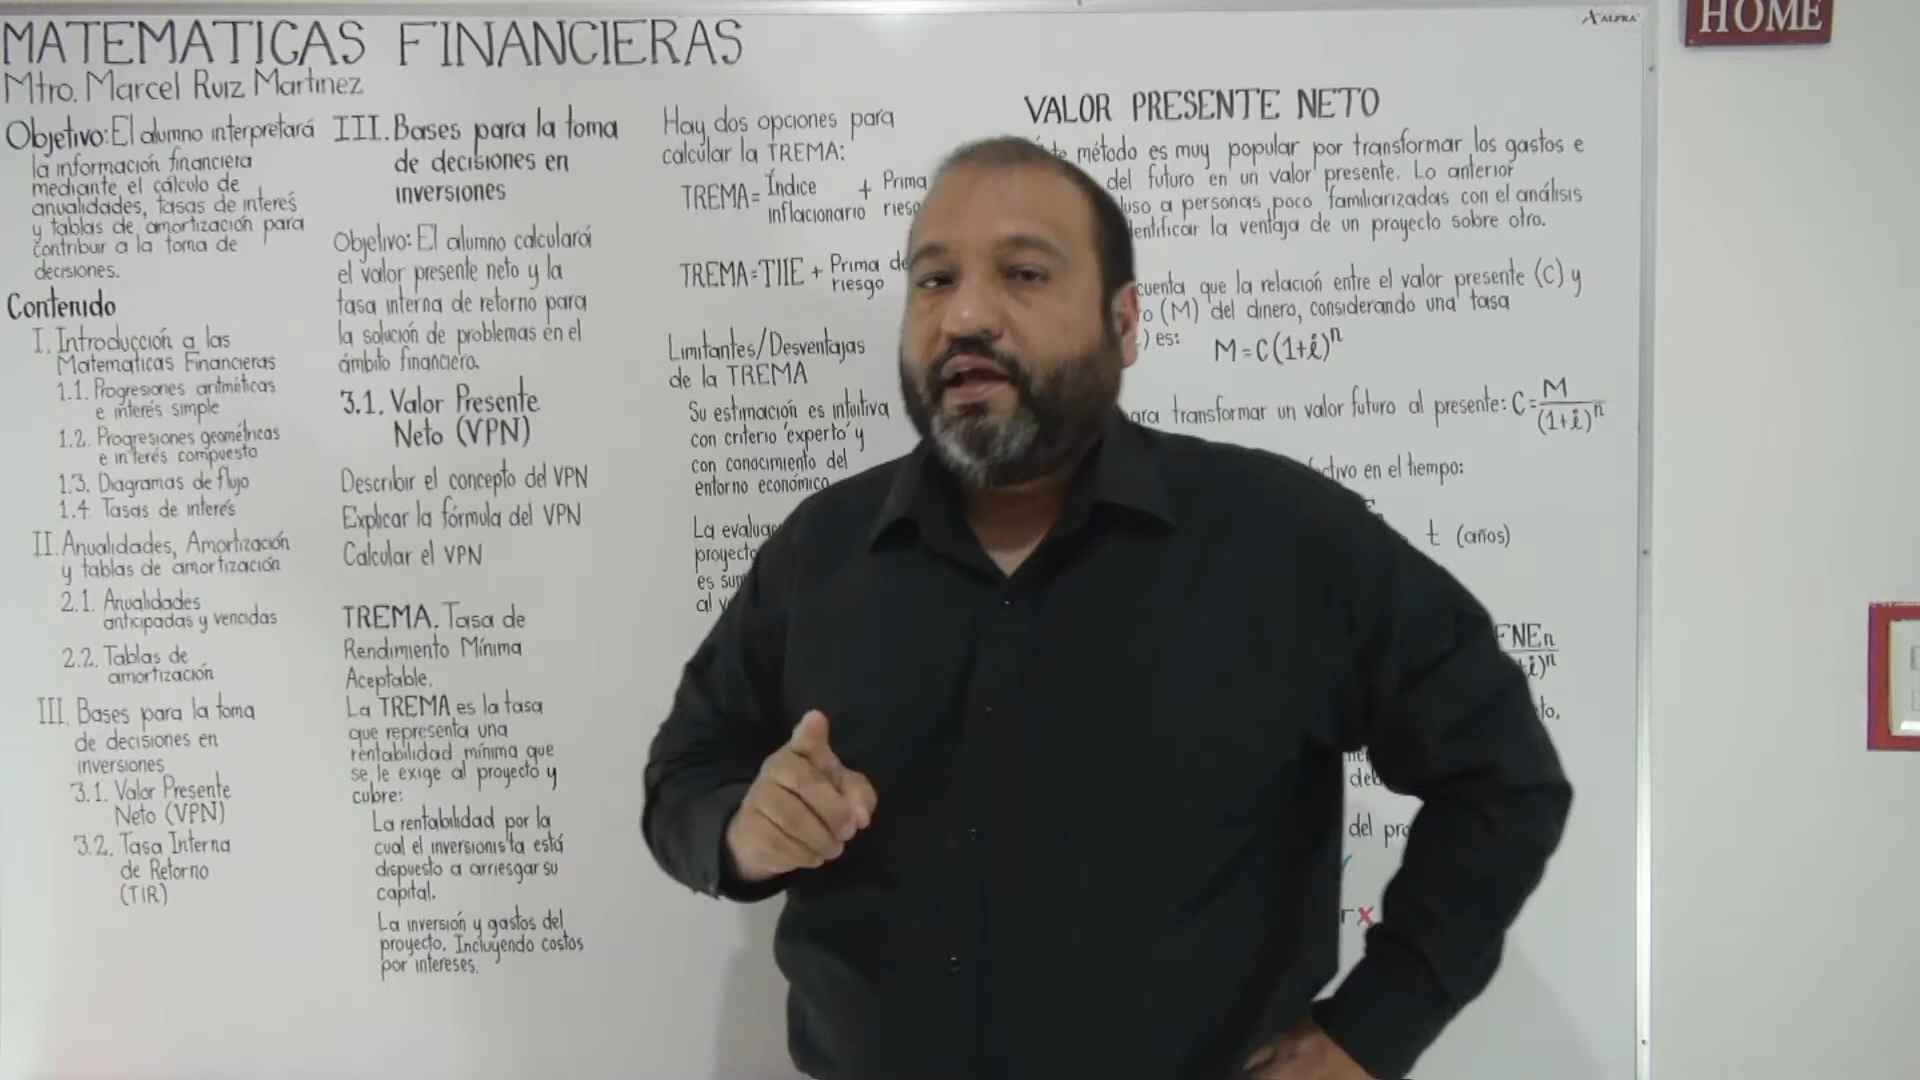 MATEMATICAS FINANCIERAS
Mtro. Marcel Ruiz Martinez
Objetivo: El alumno interpretará
la información financiera
mediante el cálculo de
anualidades, tasas de interés
y tablas de amortización para
contribuir a la toma de
decisiones.
Contenido
I. Introducción a las
Matematicas Financieras
1.1. Progresiones aritméticas
e interés simple
1.2. Progresiones geométricas
e interés compuesto
1.3. Diagramas de flujo
1.4 Tasas de interés
II. Anualidades, Amortización
y tablas de amortización
2.1. Anualidades
anticipadas y vencidas
2.2. Tablas de
amortización
III. Bases para la toma
de decisiones en
inversiones
3.1. Valor Presente
Neto (VPN)
3.2. Tasa Interna
de Retorno
(TIR)
III. Bases para la toma
de decisiones en
inversiones
Objetivo: El alumno calculará
el valor presente neto y la
tasa interna de retorno para
la solución de problemas en el
ámbito financiero.
3.1. Valor Presente
Neto (VPN)
Describir el concepto del VPN
Explicar la fórmula del VPN
Calcular el VPN
TREMA. Tasa de
Rendimiento Mínima
Aceptable.
La TREMA es la tasa
que representa una
rentabilidad mínima que
se le exige al proyecto y
cubre:
La rentabilidad por la
cual el inversionista está
dispuesto a arriesgar su
capital.
La inversión y gastos del
proyecto. Incluyendo costos
por intereses.
Hay dos opciones para
calcular la TREMA:
TREMA= Índice inflacionario + Prima
TREMA=TIIE + Prima de riesgo
Limitantes/Desventajas
de la TREMA
Su estimación es intuitiva
con criterio 'experto' y
con conocimiento del
entorno económico
La
es
al
VALOR PRESENTE NETO
método es muy popular por transformar los gastos e
del futuro en un valor presente. Lo anterior
a personas poco familiarizadas con el análisis
identificar la ventaja de un proyecto sobre otro.
cuenta que la relación entre el valor presente (C) y
(M) del dinero, considerando una tasa
) es: M=C(1+i)^n
transformar un valor futuro al presente: C=M/(1+i)^n
en el tiempo:
t (años)
FNEn
i)^n
del
x
ALFRA
HOME